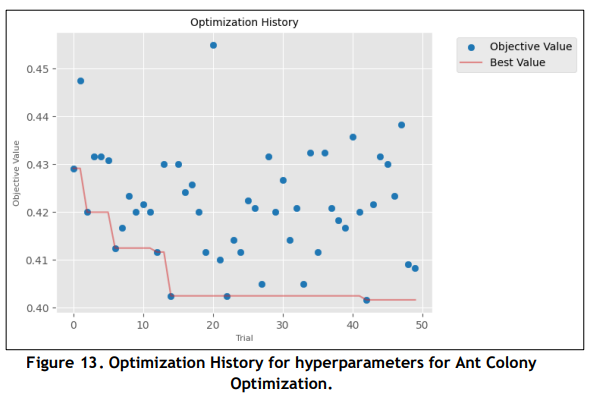 Optimization History
Objective Value
Best Value
0.45
0.44
0.43
0.42
0.41
0.40
Objective Value
0 10 20 30 40 50
Trial
Figure 13. Optimization History for hyperparameters for Ant Colony
Optimization.